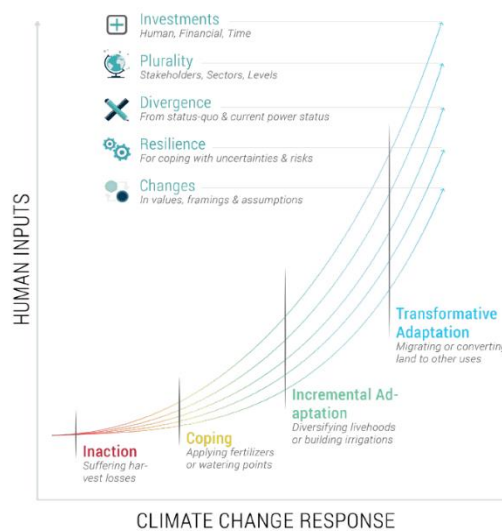 Investments
Human, Financial, Time
Plurality
Stakeholders, Sectors, Levels
Divergence
From status-quo & current power status
Resilience
For coping with uncertainties & risks
Changes
In values, framings & assumptions
HUMAN INPUTS
Transformative
Adaptation
Migrating or converting
land to other uses
Incremental Ad-
aptation
Diversifying livehoods
or building irrigations
Coping
Applying fertilizers
or watering points
Inaction
Suffering har-
vest losses
CLIMATE CHANGE RESPONSE